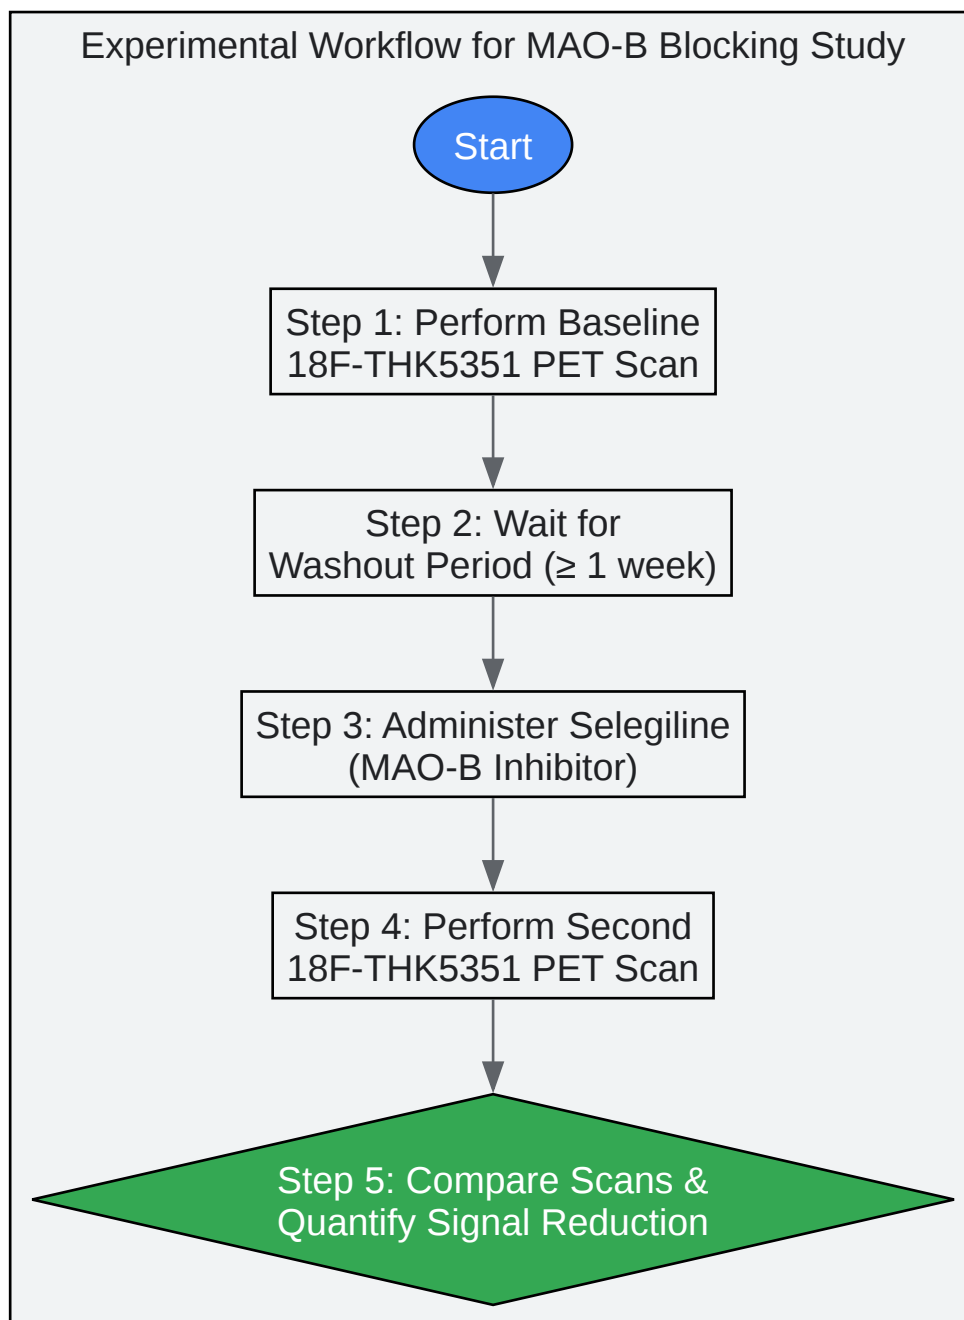 Experimental Workflow for MAO-B Blocking Study
Start
Step 1: Perform Baseline
18F-THK5351 PET Scan
Step 2: Wait for
Washout Period (≥ 1 week)
Step 3: Administer Selegiline
(MAO-B Inhibitor)
Step 4: Perform Second
18F-THK5351 PET Scan
Step 5: Compare Scans &
Quantify Signal Reduction